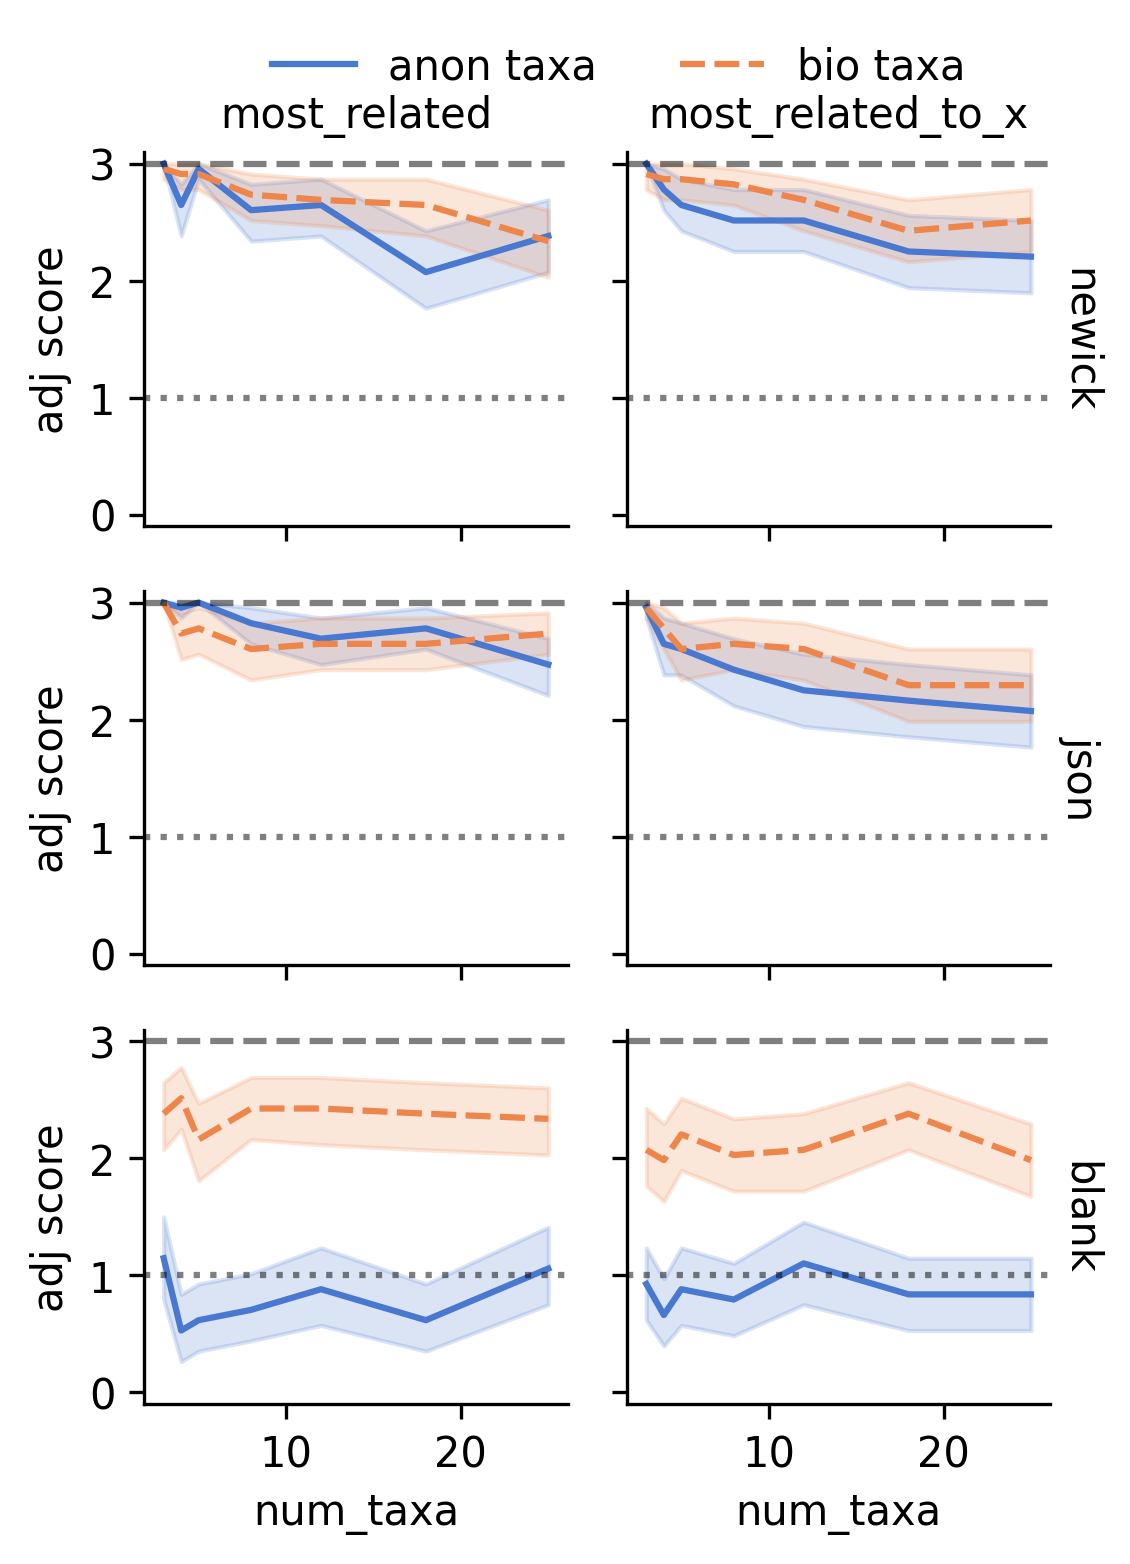 anon taxa bio taxa
most_related most_related_to_x
3
2
1
0
adj score
newick
3
2
1
0
adj score
json
3
2
1
0
adj score
blank
10 20 10 20
num_taxa num_taxa